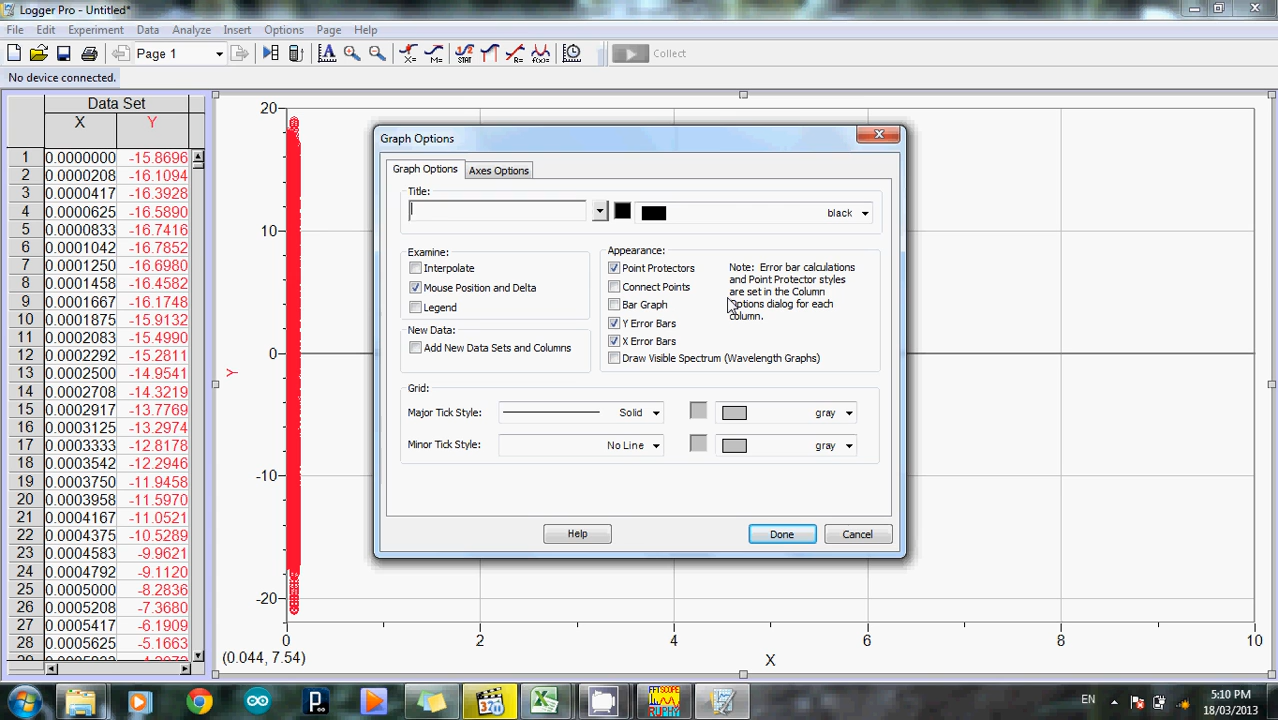 Logger Pro - Untitled*
File Edit Experiment Data Analyze Insert Options Page Help
Page 1
Collect
No device connected.
Data Set
X Y
1 0.0000000 -15.8696
2 0.0000208 -16.1094
3 0.0000417 -16.3928
4 0.0000625 -16.5890
5 0.0000833 -16.7416
6 0.0001042 -16.7852
7 0.0001250 -16.6980
8 0.0001458 -16.4582
9 0.0001667 -16.1748
10 0.0001875 -15.9132
11 0.0002083 -15.4990
12 0.0002292 -15.2811
13 0.0002500 -14.9541
14 0.0002708 -14.3219
15 0.0002917 -13.7769
16 0.0003125 -13.2974
17 0.0003333 -12.8176
18 0.0003542 -12.2946
19 0.0003750 -11.9458
20 0.0003958 -11.5970
21 0.0004167 -11.0521
22 0.0004375 -10.5289
23 0.0004583 -9.9621
24 0.0004792 -9.1120
25 0.0005000 -8.2836
26 0.0005208 -7.3680
27 0.0005417 -6.1909
28 0.0005625 -5.1663
20
10
0
-10
-20
Y
0 2 4 6 8 10
(0.044, 7.54)
X
Graph Options
Graph Options Axes Options
Title:
black
Examine:
Interpolate
Mouse Position and Delta
Legend
New Data:
Add New Data Sets and Columns
Appearance:
Point Protectors
Connect Points
Bar Graph
Y Error Bars
X Error Bars
Draw Visible Spectrum (Wavelength Graphs)
Note: Error bar calculations
and Point Protector styles
are set in the Column
Options dialog for each
column.
Grid:
Major Tick Style: Solid gray
Minor Tick Style: No Line gray
Help Done Cancel
FFTSCOPE
RUPHY
EN
5:10 PM
18/03/2013